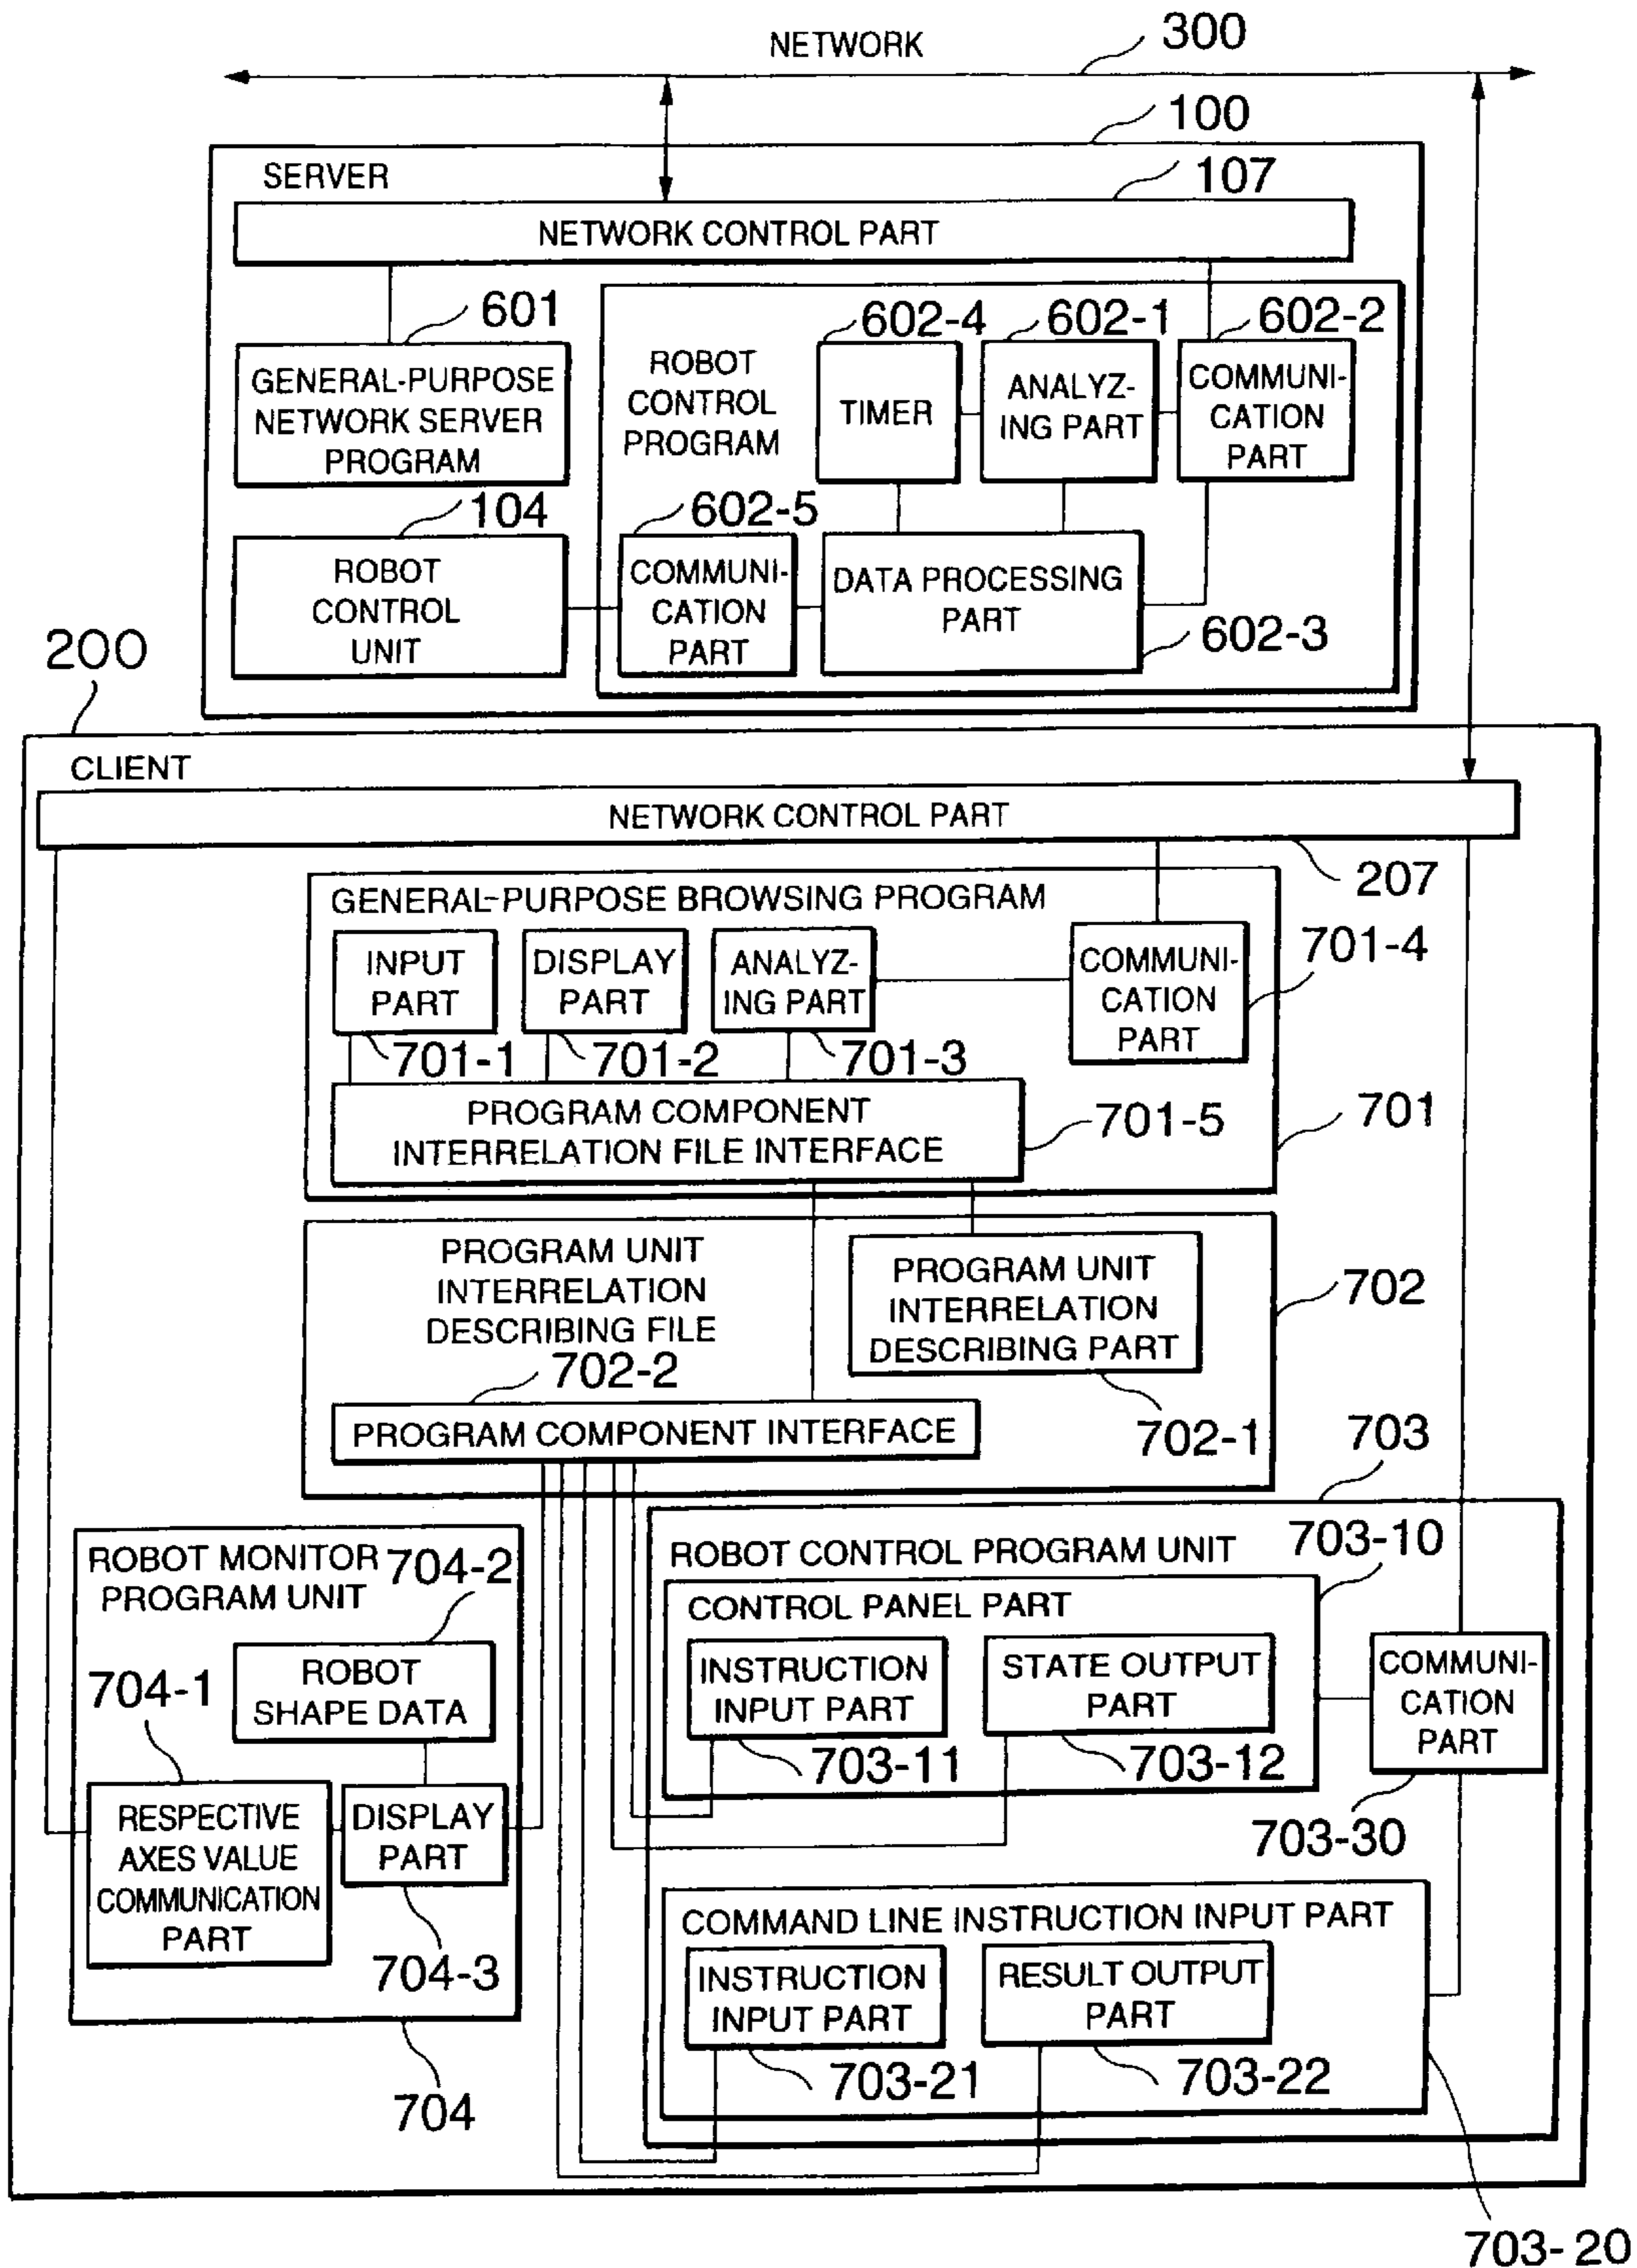 NETWORK
300
100
SERVER
107
NETWORK CONTROL PART
601
GENERAL-PURPOSE
NETWORK SERVER
PROGRAM
ROBOT
CONTROL
PROGRAM
602-4
TIMER
602-1
ANALYZ-
ING PART
602-2
COMMUNI-
CATION
PART
104
ROBOT
CONTROL
UNIT
602-5
COMMUNI-
CATION
PART
DATA PROCESSING
PART
602-3
200
CLIENT
NETWORK CONTROL PART
207
GENERAL-PURPOSE BROWSING PROGRAM
INPUT
PART
701-1
DISPLAY
PART
701-2
ANALYZ-
ING PART
701-3
COMMUNI-
CATION
PART
701-4
PROGRAM COMPONENT
INTERRELATION FILE INTERFACE
701-5
701
PROGRAM UNIT
INTERRELATION
DESCRIBING FILE
PROGRAM UNIT
INTERRELATION
DESCRIBING PART
702
702-2
PROGRAM COMPONENT INTERFACE
702-1
703
ROBOT MONITOR
PROGRAM UNIT
704-2
ROBOT
SHAPE DATA
704-1
RESPECTIVE
AXES VALUE
COMMUNICATION
PART
DISPLAY
PART
704-3
704
ROBOT CONTROL PROGRAM UNIT
703-10
CONTROL PANEL PART
INSTRUCTION
INPUT PART
703-11
STATE OUTPUT
PART
703-12
COMMUNI-
CATION
PART
703-30
COMMAND LINE INSTRUCTION INPUT PART
INSTRUCTION
INPUT PART
703-21
RESULT OUTPUT
PART
703-22
703-20